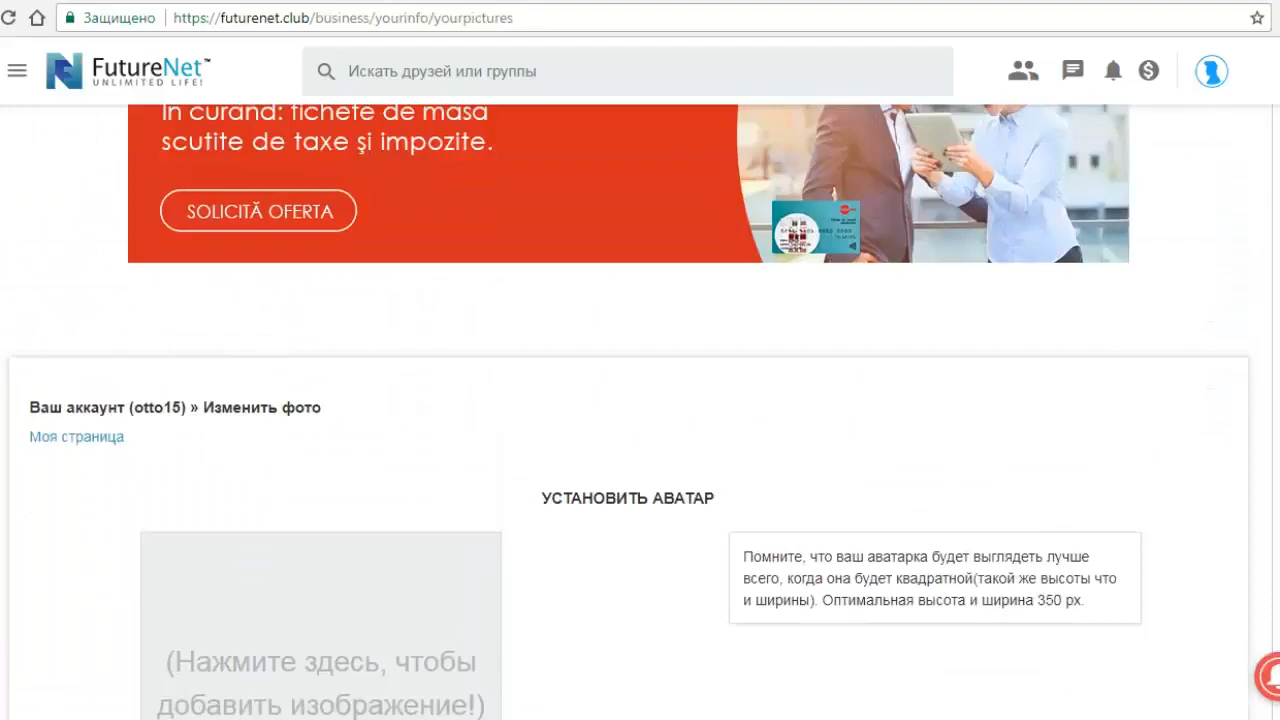 Защищено
https://futurenet.club/business/yourinfo/yourpictures
FutureNet™
UNLIMITED LIFE!
Искать друзей или группы
În curând: fichete de masă
scutite de taxe şi impozite.
SOLICITĂ OFERTA
Ваш аккаунт (otto15) » Изменить фото
Моя страница
УСТАНОВИТЬ АВАТАР
Помните, что ваш аватарка будет выглядеть лучше
всего, когда она будет квадратной(такой же высоты что
и ширины). Оптимальная высота и ширина 350 px.
(Нажмите здесь, чтобы
добавить изображение!)